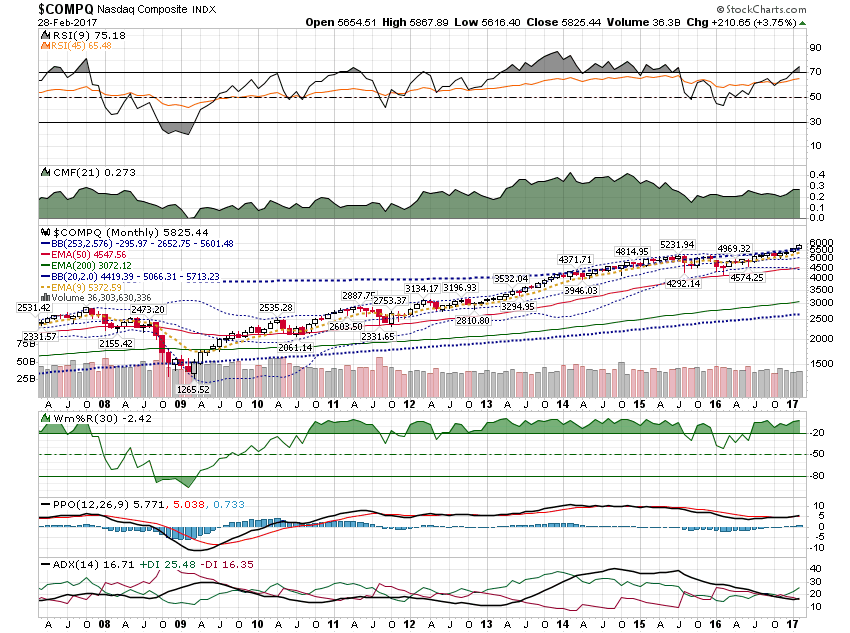 $COMPQ Nasdaq Composite INDX © StockCharts.com
28-Feb-2017 Open 5654.51 High 5867.89 Low 5616.40 Close 5825.44 Volume 36.3B Chg +210.65 (+3.75%)
RSI(9) 75.18
RSI(45) 65.48
90
70
50
30
10
CMF(21) 0.273
0.4
0.3
0.2
0.1
0.0
$COMPQ (Monthly) 5825.44
BB(253,2.576) -295.97 - 2652.75 - 5601.48
EMA(50) 4547.56
EMA(200) 3072.12
BB(20,2.0) 4419.39 - 5066.31 - 5713.23
EMA(9) 5372.59
Volume 36,303,630,336
2531.42 2473.20 2535.28 2887.75 2753.37 3134.17 3196.93 3532.04 4371.71 4814.95 5231.94 4969.32
2331.57 2155.42 1265.52 2061.14 2603.50 2331.65 2810.80 3294.95 3946.03 4292.14 4574.25
6000
5500
5000
4500
4000
3500
3000
2500
2000
1500
75B
50B
25B
A J O 08 A J O 09 A J O 10 A J O 11 A J O 12 A J O 13 A J O 14 A J O 15 A J O 16 A J O 17
Wm%R(30) -2.42
-20
-50
-80
PPO(12,26,9) 5.771, 5.038, 0.733
10
5
0
-5
-10
ADX(14) 16.71 +DI 25.48 -DI 16.35
40
30
20
10
A J O 08 A J O 09 A J O 10 A J O 11 A J O 12 A J O 13 A J O 14 A J O 15 A J O 16 A J O 17